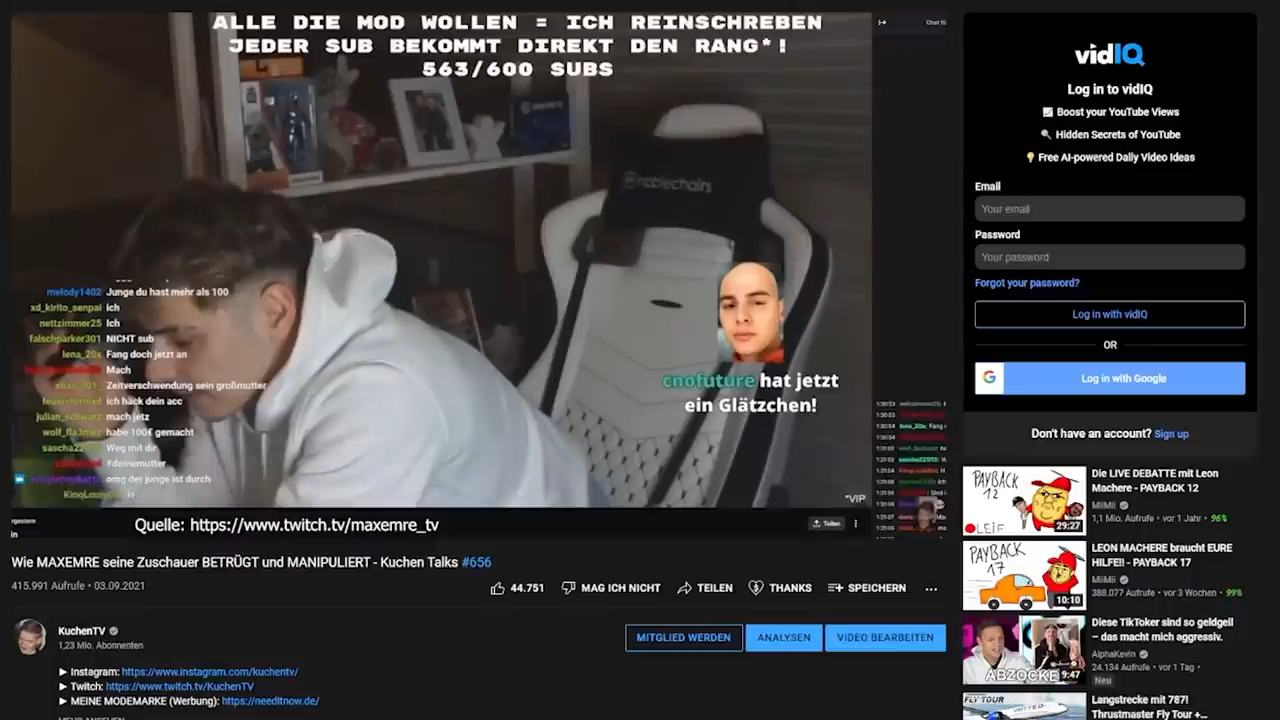 ALLE DIE MOD WOLLEN = ICH REINSCHREBEN
JEDER SUB BEKOMMT DIREKT DEN RANG*!
563/600 SUBS
noblechairs
melody1402 Junge du hast mehr als 100
xd_kirito_senpai ich
nettzimmer25 Ich
falschparker301 NICHT sub
lena_20x Fang doch jetzt an
Mach
Zeitverschwendung sein großmutter
ich häck dein acc
julian_schwarz mach jetz
habe 100€ gemacht
Weg mit dir
#deinemutter
omg der junge ist durch
cnofuture hat jetzt
ein Glätzchen!
*VIP
Quelle: https://www.twitch.tv/maxemre_tv
Teilen
Wie MAXEMRE seine Zuschauer BETRÜGT und MANIPULIERT - Kuchen Talks #656
415.991 Aufrufe • 03.09.2021
44.751
MAG ICH NICHT
TEILEN
THANKS
SPEICHERN
KuchenTV
1,23 Mio. Abonnenten
MITGLIED WERDEN
ANALYSEN
VIDEO BEARBEITEN
► Instagram: https://www.instagram.com/kuchentv/
► Twitch: https://www.twitch.tv/KuchenTV
► MEINE MODEMARKE (Werbung): https://needitnow.de/
vidIQ
Log in to vidIQ
Boost your YouTube Views
Hidden Secrets of YouTube
Free AI-powered Daily Video Ideas
Email
Your email
Password
Your password
Forgot your password?
Log in with vidIQ
OR
Log in with Google
Don't have an account? Sign up
PAYBACK
12
LEIF
29:27
Die LIVE DEBATTE mit Leon
Machere - PAYBACK 12
MiiMii
1,1 Mio. Aufrufe • vor 1 Jahr • 96%
PAYBACK
17
10:10
LEON MACHERE braucht EURE
HILFE!! - PAYBACK 17
MiiMii
388.077 Aufrufe • vor 3 Wochen • 99%
ABZOCKE
9:47
Diese TikToker sind so geldgeil
– das macht mich aggressiv.
AlphaKevin
24.134 Aufrufe • vor 1 Tag •
Neu
FLY TOUR
UNITED
Langstrecke mit 787!
Thrustmaster Fly Tour +...